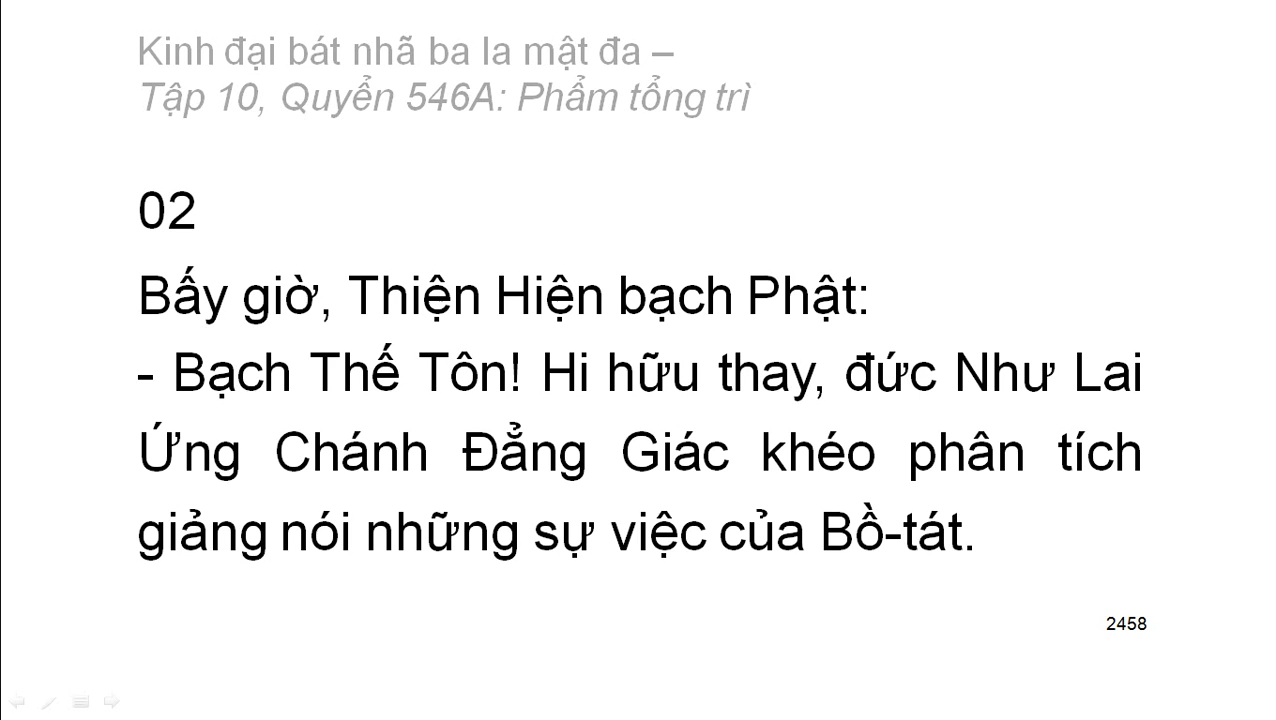 Kinh đại bát nhã ba la mật đa –
Tập 10, Quyển 546A: Phẩm tổng trì
02
Bấy giờ, Thiện Hiện bạch Phật:
- Bạch Thế Tôn! Hi hữu thay, đức Như Lai
Ứng Chánh Đẳng Giác khéo phân tích
giảng nói những sự việc của Bồ-tát.
2458